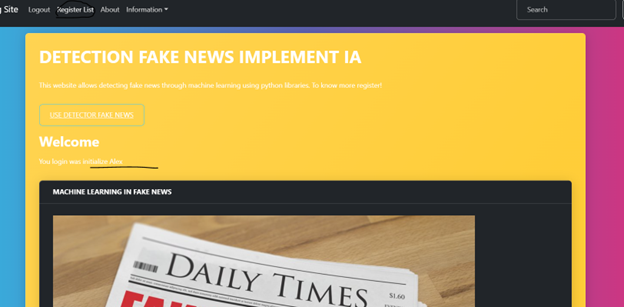 g Site Logout Register List About Information Search
DETECTION FAKE NEWS IMPLEMENT IA
This website allows detecting fake news through machine learning using python libraries. To know more register!
USE DETECTOR FAKE NEWS
Welcome
You login was initialize Alex
MACHINE LEARNING IN FAKE NEWS
DAILY TIMES
$1.60
FAK